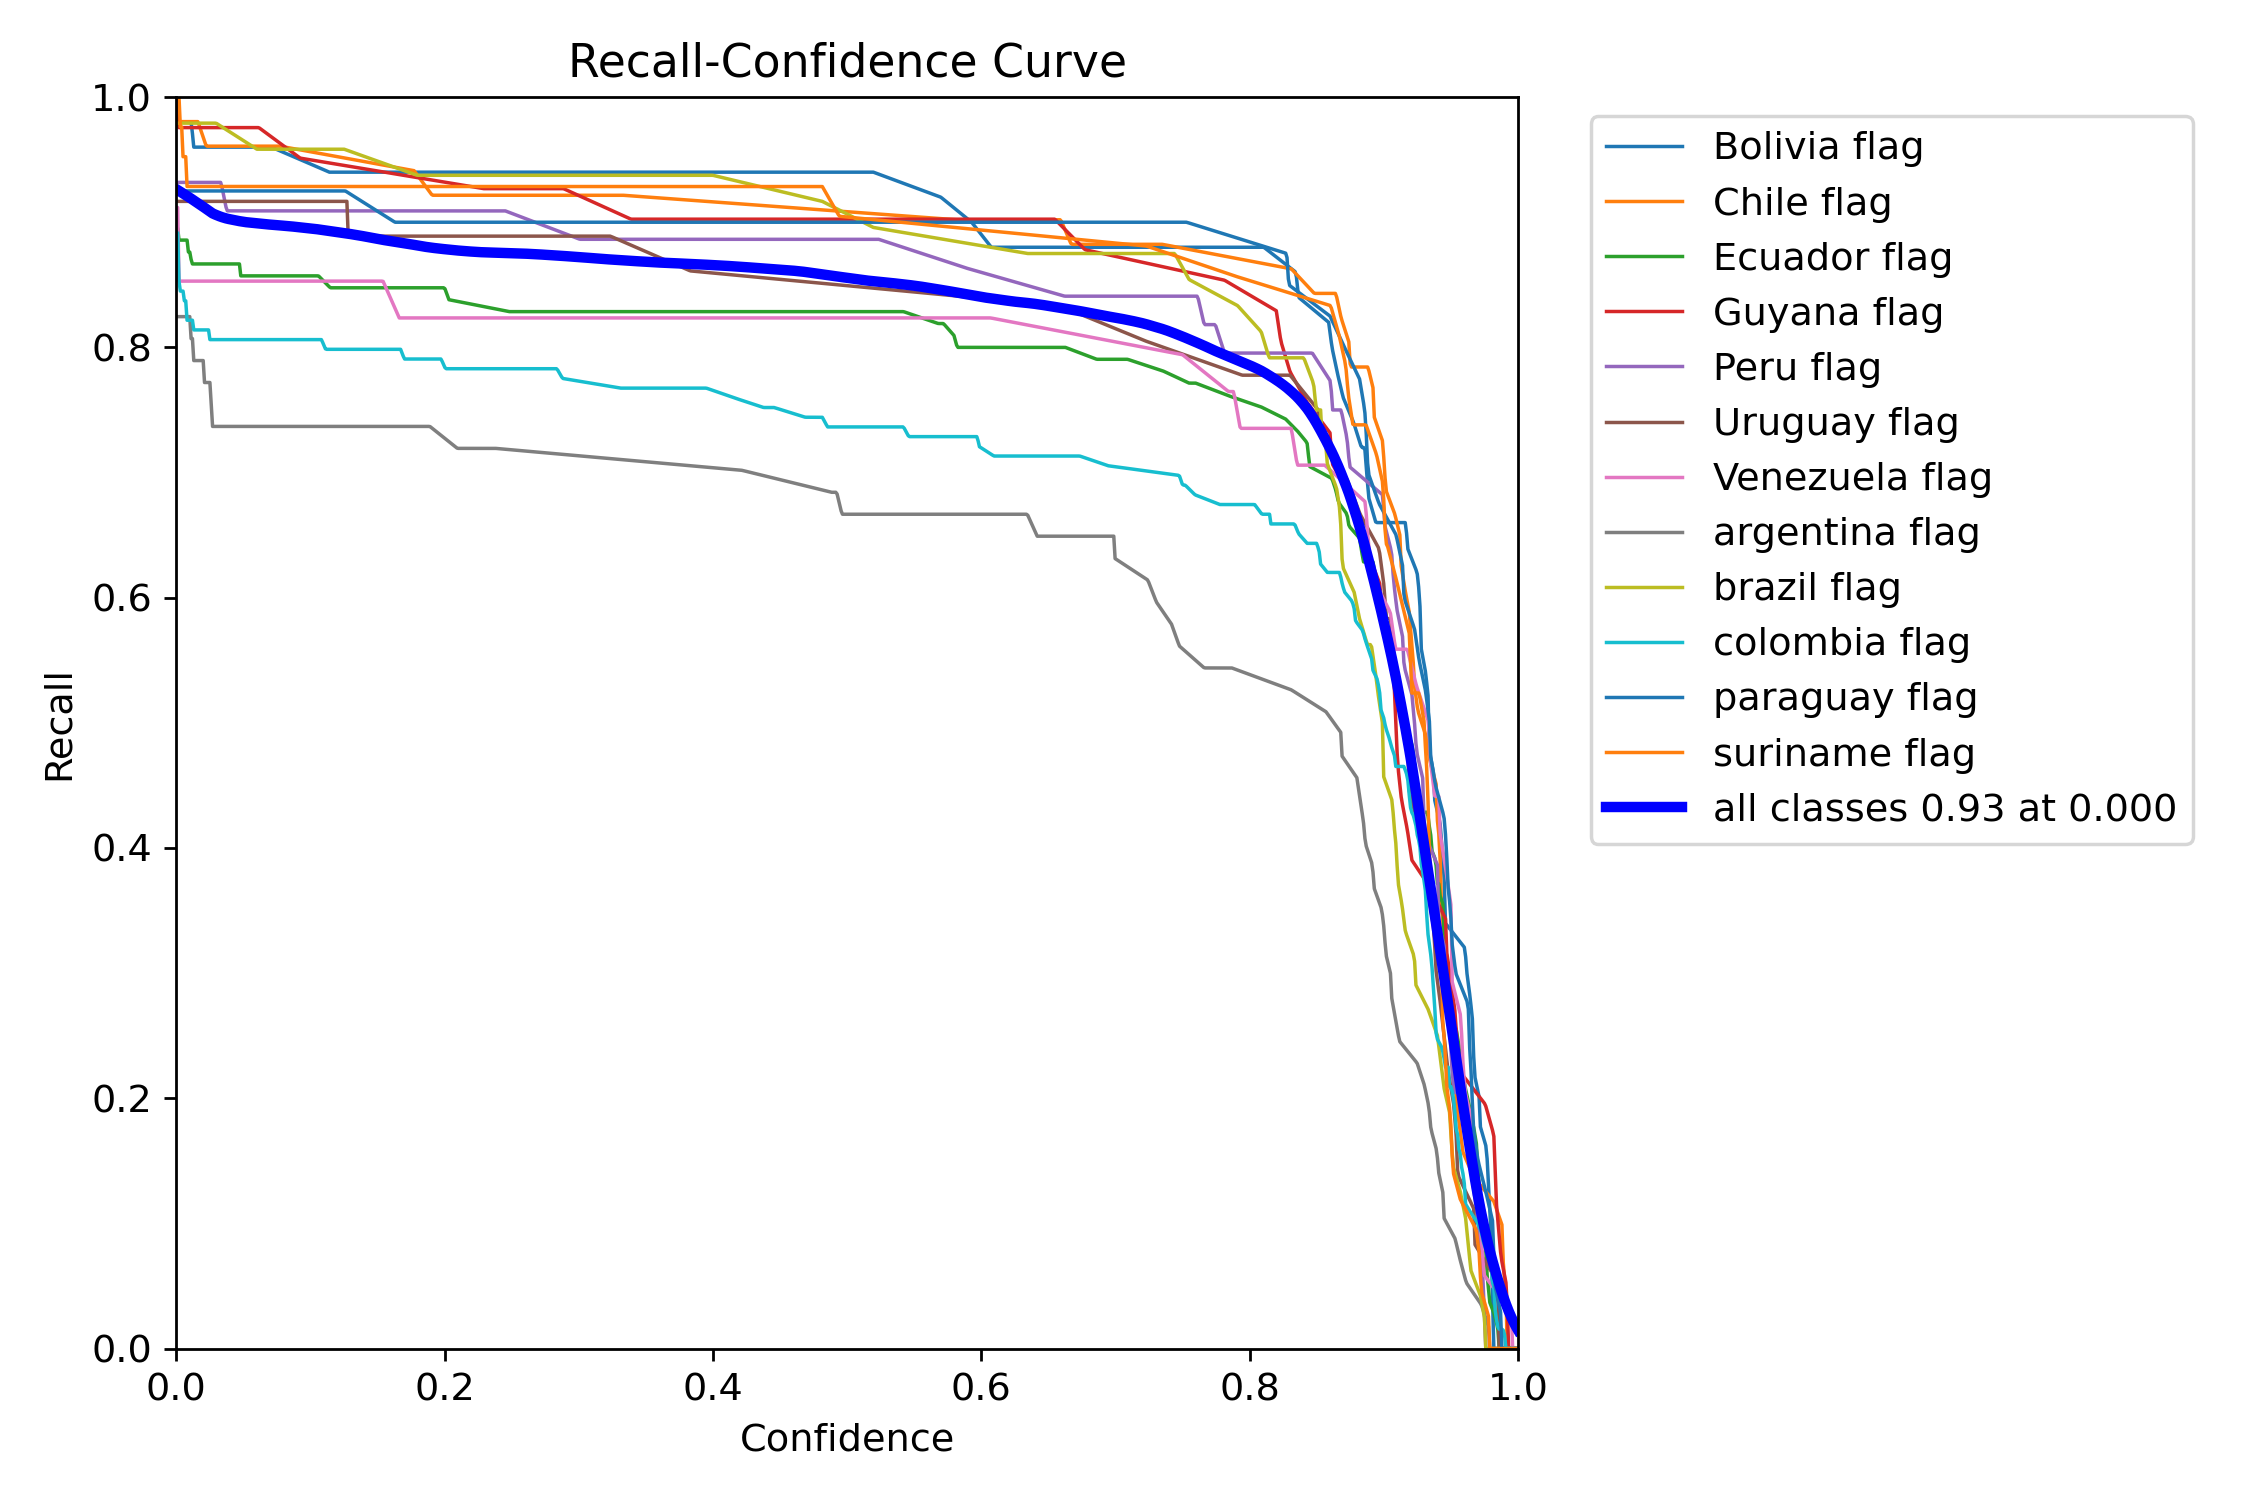 Recall-Confidence Curve
1.0
0.8
0.6
0.4
0.2
0.0
Recall
0.0 0.2 0.4 0.6 0.8 1.0
Confidence
Bolivia flag
Chile flag
Ecuador flag
Guyana flag
Peru flag
Uruguay flag
Venezuela flag
argentina flag
brazil flag
colombia flag
paraguay flag
suriname flag
all classes 0.93 at 0.000